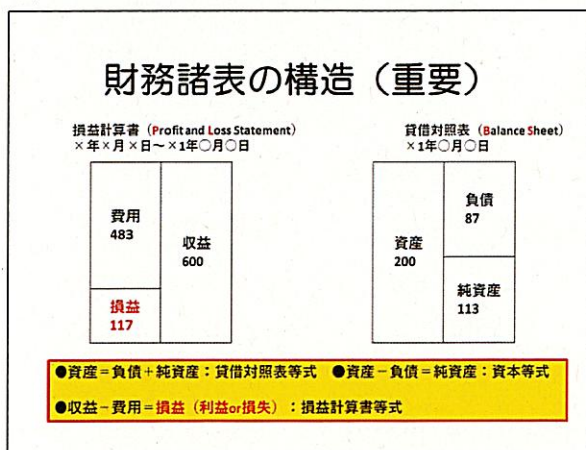 財務諸表の構造（重要）
損益計算書（Profit and Loss Statement）
×年×月×日～×1年○月○日
費用
483
収益
600
損益
117
貸借対照表（Balance Sheet）
×1年○月○日
資産
200
負債
87
純資産
113
●資産＝負債＋純資産：貸借対照表等式 ●資産－負債＝純資産：資本等式
●収益－費用＝損益（利益or損失）：損益計算書等式